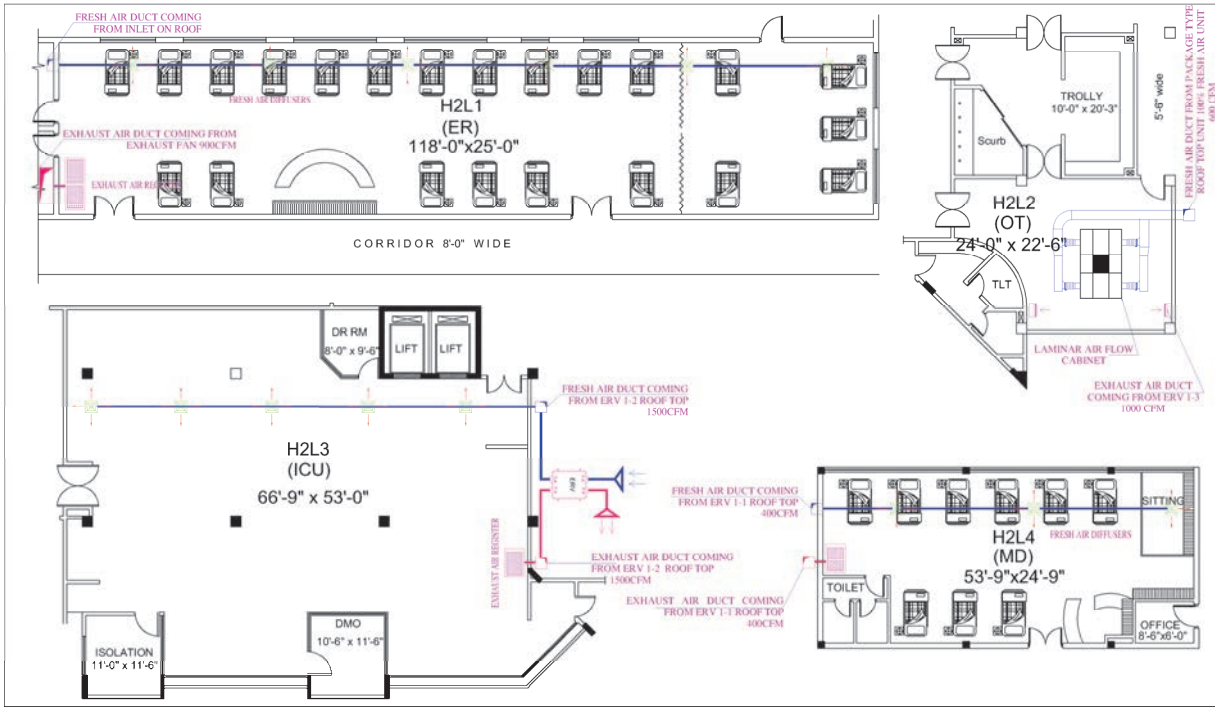 FRESH AIR DUCT COMING
FROM INLET ON ROOF
FRESH AIR DIFFUSERS
H2L1
(ER)
118'-0"x25'-0"
EXHAUST AIR DUCT COMING FROM
EXHAUST FAN 900CFM
EXHAUST AIR REGISTER
CORRIDOR 8'-0" WIDE
TROLLY
10'-0" x 20'-3"
Scurb
5'-6" wide
FRESH AIR DUCT FROM PACKAGE TYPE
ROOF TOP UNIT 100% FRESH AIR UNIT
600 CFM
H2L2
(OT)
24'-0" x 22'-6"
TLT
LAMINAR AIR FLOW
CABINET
EXHAUST AIR DUCT
COMING FROM ERV 1-3
1000 CFM
DR RM
8'-0" x 9'-6"
LIFT
LIFT
FRESH AIR DUCT COMING
FROM ERV 1-2 ROOF TOP
1500CFM
H2L3
(ICU)
66'-9" x 53'-0"
ERV
EXHAUST AIR REGISTER
EXHAUST AIR DUCT COMING
FROM ERV 1-2 ROOF TOP
1500CFM
ISOLATION
11'-0" x 11'-6"
DMO
10'-6" x 11'-6"
FRESH AIR DUCT COMING
FROM ERV 1-1 ROOF TOP
400CFM
SITTING
FRESH AIR DIFFUSERS
H2L4
(MD)
53'-9"x24'-9"
EXHAUST AIR DUCT COMING
FROM ERV 1-1 ROOF TOP
400CFM
TOILET
OFFICE
8'-6"x6'-0"